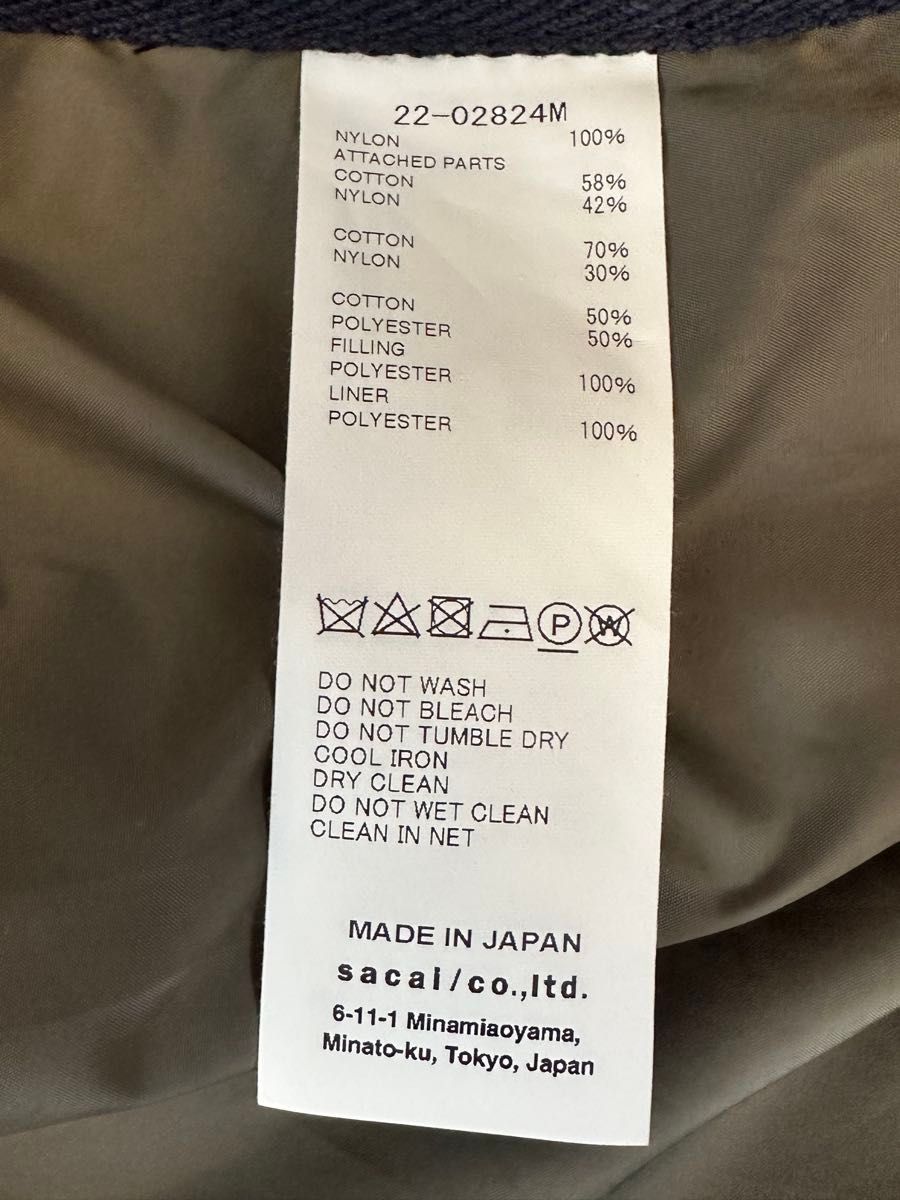 22-02824M
NYLON 100%
ATTACHED PARTS
COTTON 58%
NYLON 42%
COTTON 70%
NYLON 30%
COTTON 50%
POLYESTER 50%
FILLING
POLYESTER 100%
LINER
POLYESTER 100%
P W
DO NOT WASH
DO NOT BLEACH
DO NOT TUMBLE DRY
COOL IRON
DRY CLEAN
DO NOT WET CLEAN
CLEAN IN NET
MADE IN JAPAN
sacai/co.,ltd.
6-11-1 Minamiaoyama,
Minato-ku, Tokyo, Japan